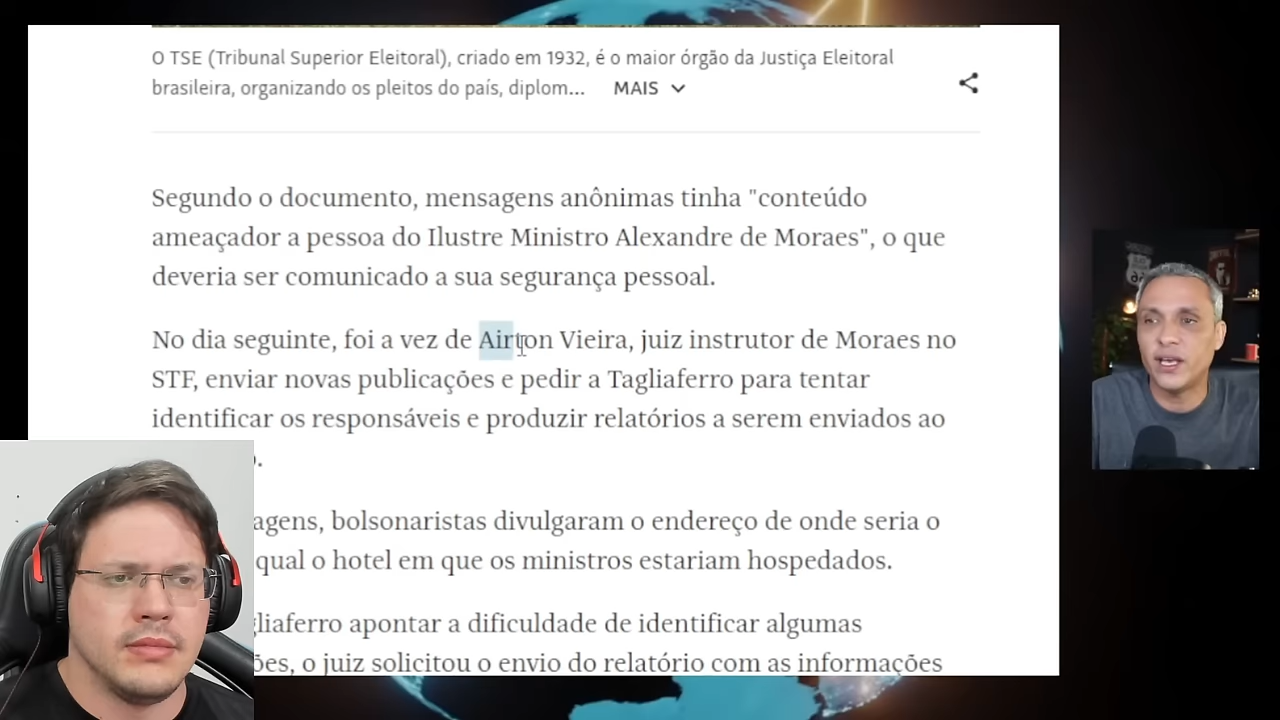 O TSE (Tribunal Superior Eleitoral), criado em 1932, é o maior órgão da Justiça Eleitoral
brasileira, organizando os pleitos do país, diplom... MAIS
Segundo o documento, mensagens anônimas tinha "conteúdo
ameaçador a pessoa do Ilustre Ministro Alexandre de Moraes", o que
deveria ser comunicado a sua segurança pessoal.
No dia seguinte, foi a vez de Airton Vieira, juiz instrutor de Moraes no
STF, enviar novas publicações e pedir a Tagliaferro para tentar
identificar os responsáveis e produzir relatórios a serem enviados ao
agens, bolsonaristas divulgaram o endereço de onde seria o
qual o hotel em que os ministros estariam hospedados.
gliaferro apontar a dificuldade de identificar algumas
ões, o juiz solicitou o envio do relatório com as informações